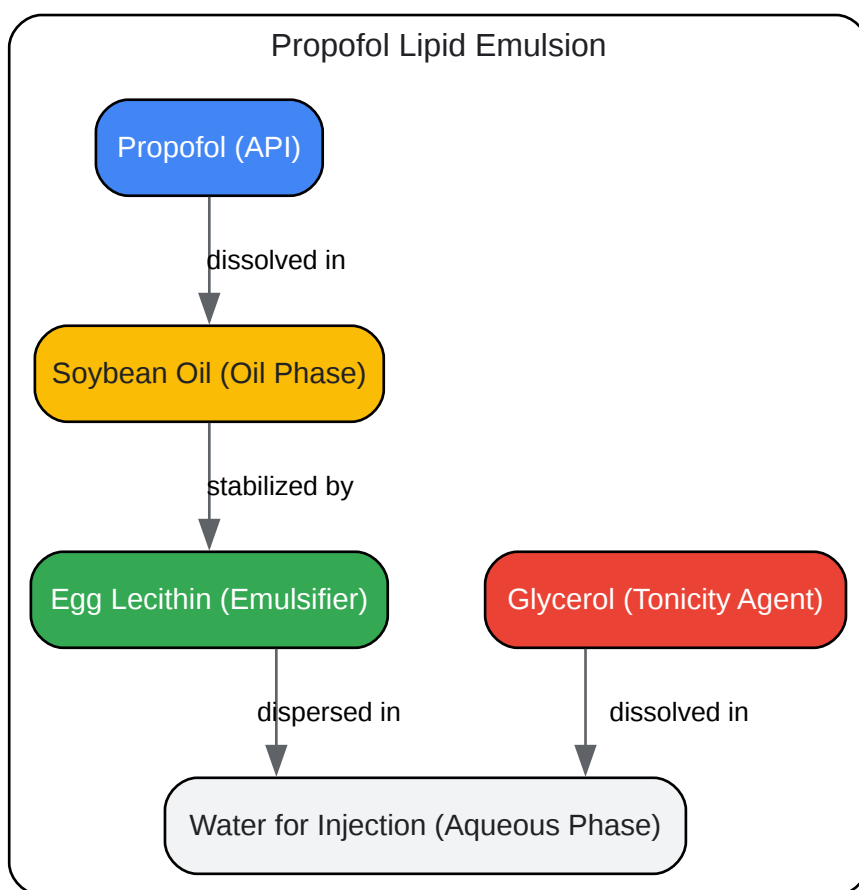 Propofol Lipid Emulsion
Propofol (API)
dissolved in
Soybean Oil (Oil Phase)
stabilized by
Egg Lecithin (Emulsifier)
Glycerol (Tonicity Agent)
dispersed in
dissolved in
Water for Injection (Aqueous Phase)